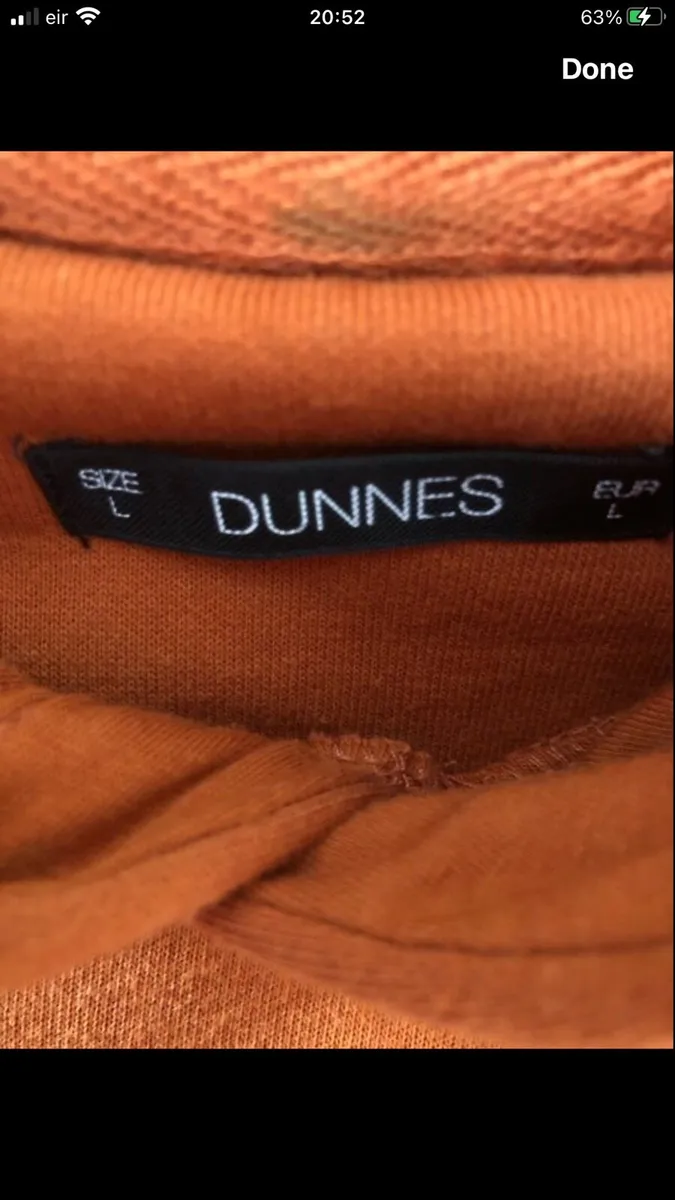 eir 20:52 63%
Done
SIZE DUNNES EUR
L L